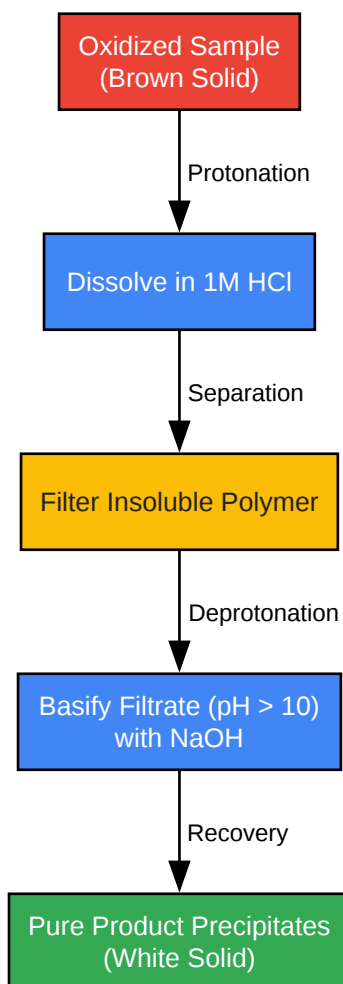 Oxidized Sample
(Brown Solid)
Protonation
Dissolve in 1M HCl
Separation
Filter Insoluble Polymer
Deprotonation
Basify Filtrate (pH > 10)
with NaOH
Recovery
Pure Product Precipitates
(White Solid)